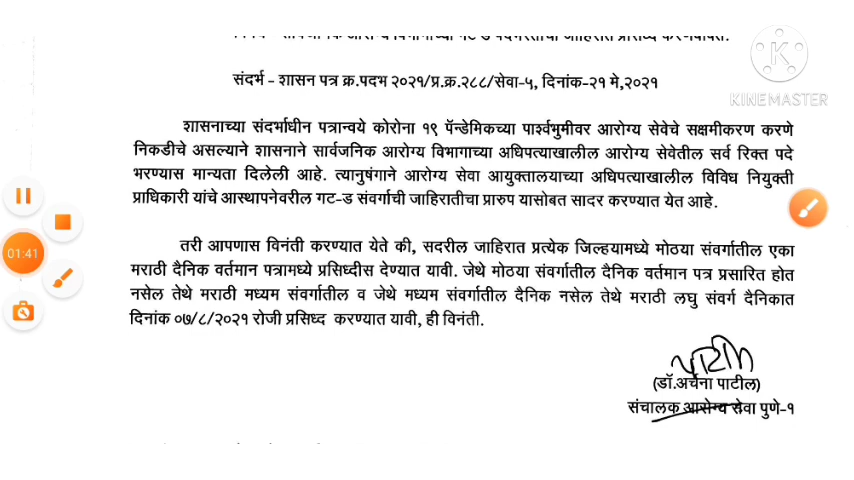 संदर्भ - शासन पत्र क्र.पदभ २०२१/प्र.क्र.२८८/सेवा-५, दिनांक-२१ मे,२०२१
KINEMASTER
शासनाच्या संदर्भाधीन पत्रान्वये कोरोना १९ पॅन्डेमिकच्या पार्श्वभुमीवर आरोग्य सेवेचे सक्षमीकरण करणे
निकडीचे असल्याने शासनाने सार्वजनिक आरोग्य विभागाच्या अधिपत्याखालील आरोग्य सेवेतील सर्व रिक्त पदे
भरण्यास मान्यता दिलेली आहे. त्यानुषंगाने आरोग्य सेवा आयुक्तालयाच्या अधिपत्याखालील विविध नियुक्ती
प्राधिकारी यांचे आस्थापनेवरील गट-ड संवर्गाची जाहिरातीचा प्रारुप यासोबत सादर करण्यात येत आहे.
01:41
तरी आपणास विनंती करण्यात येते की, सदरील जाहिरात प्रत्येक जिल्हयामध्ये मोठया संवर्गातील एका
मराठी दैनिक वर्तमान पत्रामध्ये प्रसिध्दीस देण्यात यावी. जेथे मोठया संवर्गातील दैनिक वर्तमान पत्र प्रसारित होत
नसेल तेथे मराठी मध्यम संवर्गातील व जेथे मध्यम संवर्गातील दैनिक नसेल तेथे मराठी लघु संवर्ग दैनिकात
दिनांक ०७/८/२०२१ रोजी प्रसिध्द करण्यात यावी, ही विनंती.
(डॉ.अर्चना पाटील)
संचालक आरोग्य सेवा पुणे-१